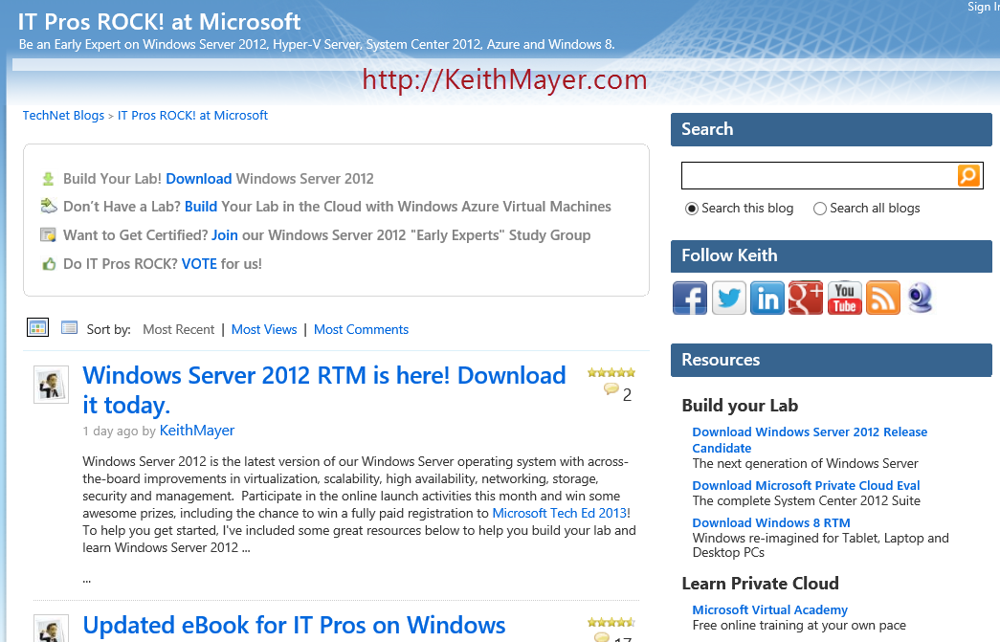 Sign
IT Pros ROCK! at Microsoft
Be an Early Expert on Windows Server 2012, Hyper-V Server, System Center 2012, Azure and Windows 8.
http://KeithMayer.com
TechNet Blogs > IT Pros ROCK! at Microsoft
Build Your Lab! Download Windows Server 2012
Don't Have a Lab? Build Your Lab in the Cloud with Windows Azure Virtual Machines
Want to Get Certified? Join our Windows Server 2012 "Early Experts" Study Group
Do IT Pros ROCK? VOTE for us!
Sort by: Most Recent | Most Views | Most Comments
Windows Server 2012 RTM is here! Download
it today.
2
1 day ago by KeithMayer
Windows Server 2012 is the latest version of our Windows Server operating system with across-
the-board improvements in virtualization, scalability, high availability, networking, storage,
security and management.  Participate in the online launch activities this month and win some
awesome prizes, including the chance to win a fully paid registration to Microsoft Tech Ed 2013!
To help you get started, I've included some great resources below to help you build your lab and
learn Windows Server 2012 ...
...
Updated eBook for IT Pros on Windows
17
Search
Search this blog
Search all blogs
Follow Keith
You
Tube
Resources
Build your Lab
Download Windows Server 2012 Release
Candidate
The next generation of Windows Server
Download Microsoft Private Cloud Eval
The complete System Center 2012 Suite
Download Windows 8 RTM
Windows re-imagined for Tablet, Laptop and
Desktop PCs
Learn Private Cloud
Microsoft Virtual Academy
Free online training at your own pace